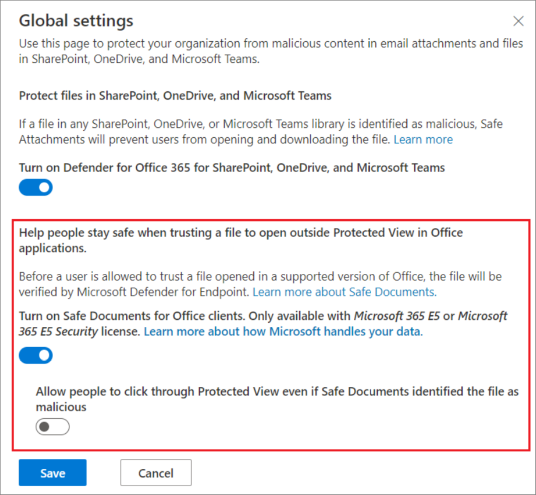 Global settings
Use this page to protect your organization from malicious content in email attachments and files
in SharePoint, OneDrive, and Microsoft Teams.
Protect files in SharePoint, OneDrive, and Microsoft Teams
If a file in any SharePoint, OneDrive, or Microsoft Teams library is identified as malicious, Safe
Attachments will prevent users from opening and downloading the file. Learn more
Turn on Defender for Office 365 for SharePoint, OneDrive, and Microsoft Teams
Help people stay safe when trusting a file to open outside Protected View in Office
applications.
Before a user is allowed to trust a file opened in a supported version of Office, the file will be
verified by Microsoft Defender for Endpoint. Learn more about Safe Documents.
Turn on Safe Documents for Office clients. Only available with Microsoft 365 E5 or Microsoft
365 E5 Security license. Learn more about how Microsoft handles your data.
Allow people to click through Protected View even if Safe Documents identified the file as
malicious
Save
Cancel